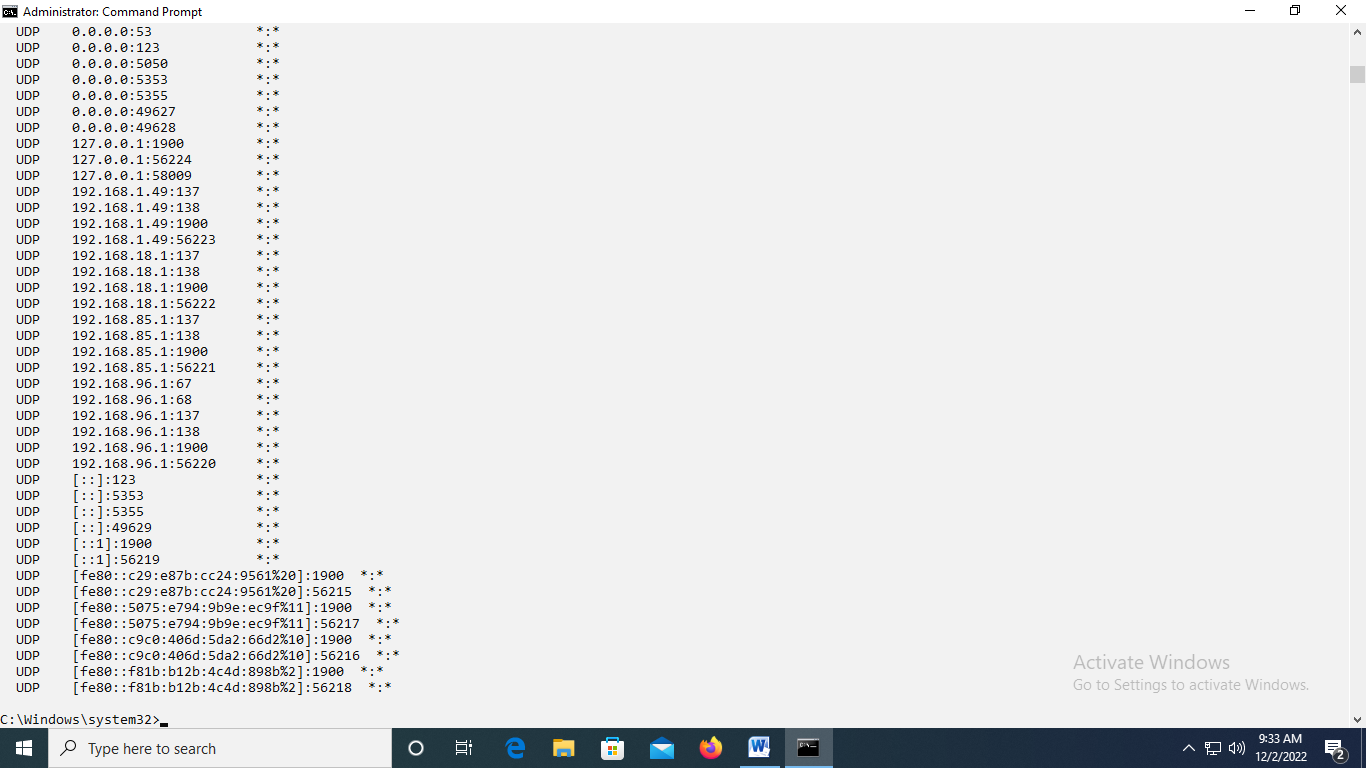 Administrator: Command Prompt
UDP 0.0.0.0:53 *:*
UDP 0.0.0.0:123 *:*
UDP 0.0.0.0:5050 *:*
UDP 0.0.0.0:5353 *:*
UDP 0.0.0.0:5355 *:*
UDP 0.0.0.0:49627 *:*
UDP 0.0.0.0:49628 *:*
UDP 127.0.0.1:1900 *:*
UDP 127.0.0.1:56224 *:*
UDP 127.0.0.1:58009 *:*
UDP 192.168.1.49:137 *:*
UDP 192.168.1.49:138 *:*
UDP 192.168.1.49:1900 *:*
UDP 192.168.1.49:56223 *:*
UDP 192.168.18.1:137 *:*
UDP 192.168.18.1:138 *:*
UDP 192.168.18.1:1900 *:*
UDP 192.168.18.1:56222 *:*
UDP 192.168.85.1:137 *:*
UDP 192.168.85.1:138 *:*
UDP 192.168.85.1:1900 *:*
UDP 192.168.85.1:56221 *:*
UDP 192.168.96.1:67 *:*
UDP 192.168.96.1:68 *:*
UDP 192.168.96.1:137 *:*
UDP 192.168.96.1:138 *:*
UDP 192.168.96.1:1900 *:*
UDP 192.168.96.1:56220 *:*
UDP [::]:123 *:*
UDP [::]:5353 *:*
UDP [::]:5355 *:*
UDP [::]:49629 *:*
UDP [::1]:1900 *:*
UDP [::1]:56219 *:*
UDP [fe80::c29:e87b:cc24:9561%20]:1900 *:*
UDP [fe80::c29:e87b:cc24:9561%20]:56215 *:*
UDP [fe80::5075:e794:9b9e:ec9f%11]:1900 *:*
UDP [fe80::5075:e794:9b9e:ec9f%11]:56217 *:*
UDP [fe80::c9c0:406d:5da2:66d2%10]:1900 *:*
UDP [fe80::c9c0:406d:5da2:66d2%10]:56216 *:*
UDP [fe80::f81b:b12b:4c4d:898b%2]:1900 *:*
UDP [fe80::f81b:b12b:4c4d:898b%2]:56218 *:*
C:\Windows\system32>
Activate Windows
Go to Settings to activate Windows.
Type here to search
9:33 AM
12/2/2022
2